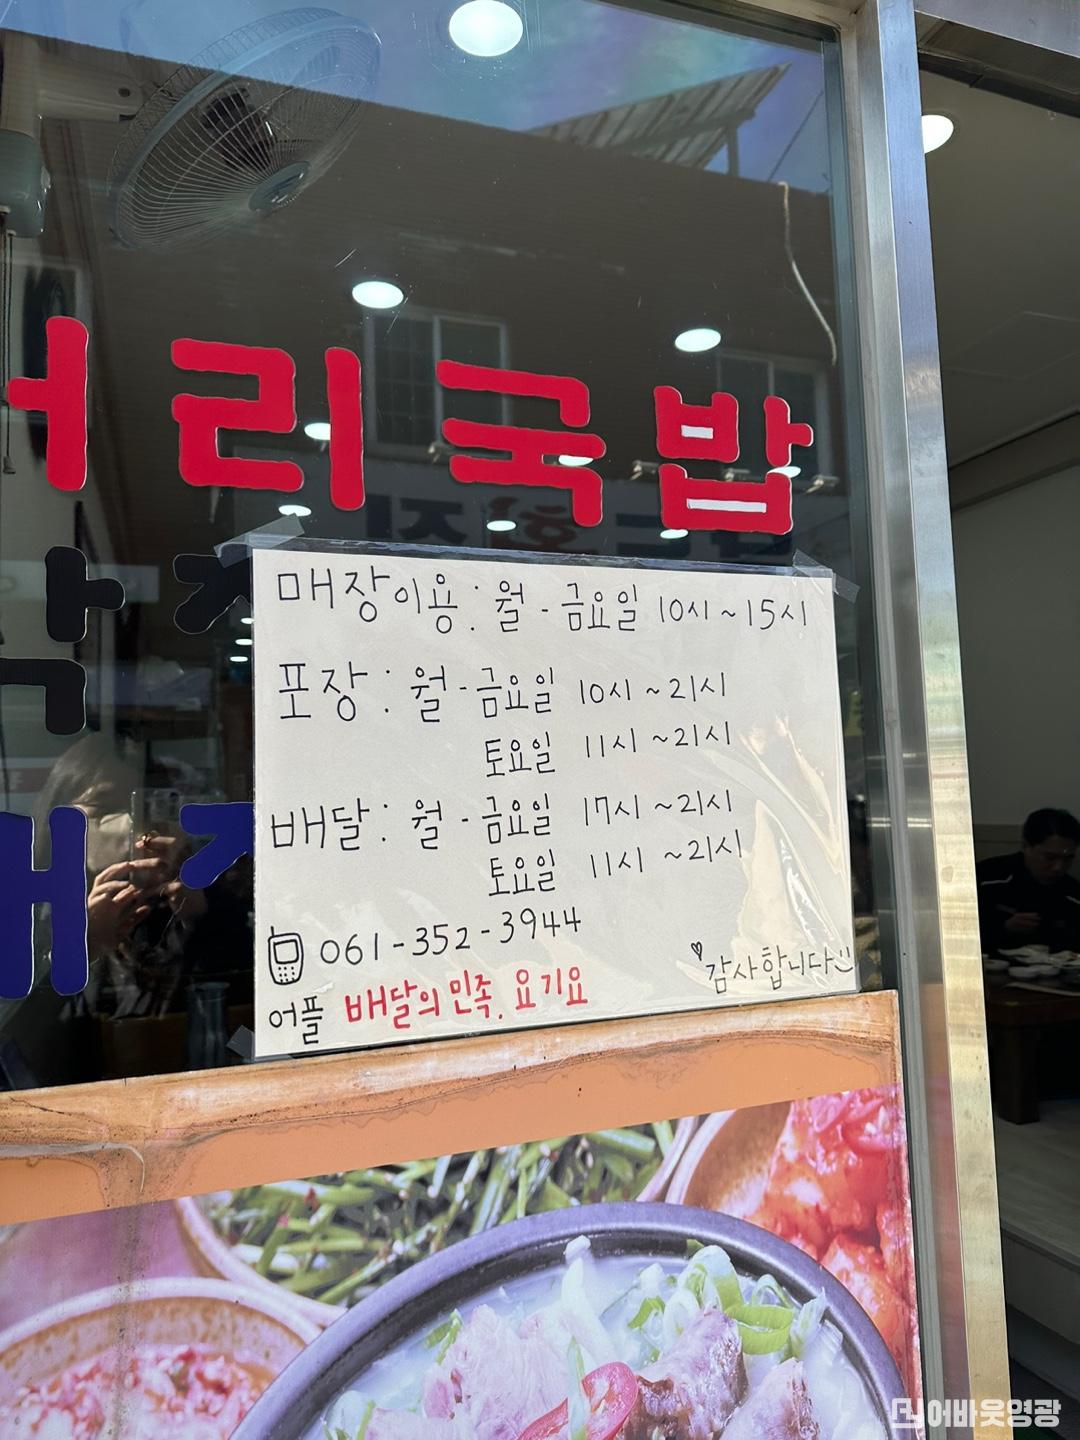 리국밥
매장이용 : 월 - 금요일 10시 ~ 15시
포장 : 월 - 금요일 10시 ~ 21시
토요일 11시 ~ 21시
배달 : 월 - 금요일 17시 ~ 21시
토요일 11시 ~ 21시
061 - 352 - 3944
어플 배달의 민족, 요기요
♥감사합니다
어바웃영광